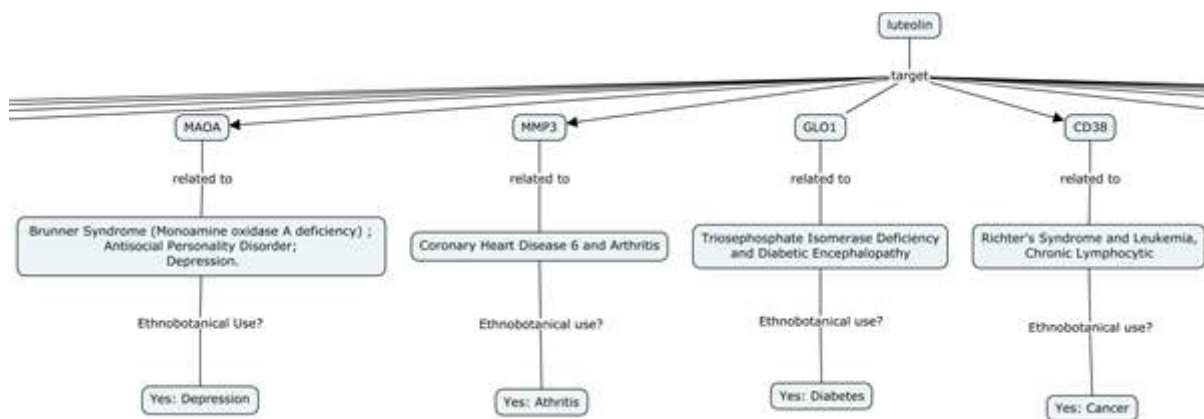 luteolin
target
MAOA
MMP3
GLO1
CD38
related to
related to
related to
related to
Brunner Syndrome (Monoamine oxidase A deficiency) ;
Antisocial Personality Disorder;
Depression.
Coronary Heart Disease 6 and Arthritis
Triosephosphate Isomerase Deficiency
and Diabetic Encephalopathy
Richter's Syndrome and Leukemia,
Chronic Lymphocytic
Ethnobotanical Use?
Ethnobotanical use?
Ethnobotanical use?
Ethnobotanical use?
Yes: Depression
Yes: Athritis
Yes: Diabetes
Yes: Cancer